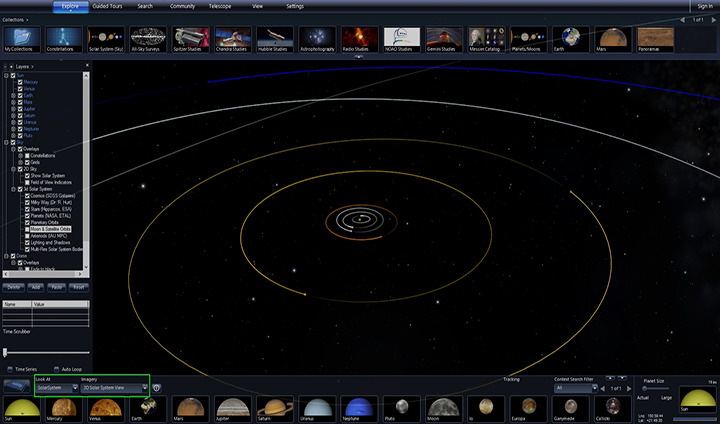 Explore Guided Tours Search Community Telescope View Settings Sign in
Collections > 1 of 1
My Collections Constellations Solar System (Sky) All-Sky Surveys Spitzer Studies Chandra Studies Hubble Studies Astrophotography Radio Studies NOAO Studies Gemini Studies Messier Catalog Planets/Moons Earth Mars Panoramas
Layers >
Sun
Mercury
Venus
Earth
Mars
Jupiter
Saturn
Uranus
Neptune
Pluto
Sky
Overlays
Constellations
Grids
2D Sky
Show Solar System
Field of View Indicators
3d Solar System
Cosmos (SDSS Galaxies)
Milky Way (Dr. R. Hurt)
Stars (Hipparcos, ESA)
Planets (NASA, ETAL)
Planetary Orbits
Moon & Satellite Orbits
Asteroids (IAU MPC)
Lighting and Shadows
Multi-Res Solar System Bodie
Dome
Overlays
Fade to black
Delete Add Paste Reset
Name Value
Time Scrubber
Time Series Auto Loop
Look At Imagery Tracking Context Search Filter Planet Size
SolarSystem 3D Solar System View All 1 of 1
Actual Large
Sun Mercury Venus Earth Mars Jupiter Saturn Uranus Neptune Pluto Moon Io Europa Ganymede Callisto Sun